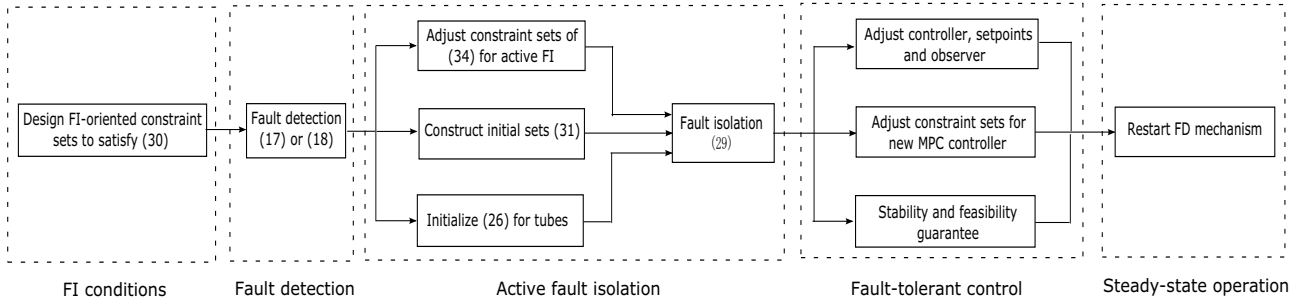 Design FI-oriented constraint
sets to satisfy (30)
Fault detection
(17) or (18)
Adjust constraint sets of
(34) for active FI
Construct initial sets (31)
Initialize (26) for tubes
Fault isolation
(29)
Adjust controller, setpoints
and observer
Adjust constraint sets for
new MPC controller
Stability and feasibility
guarantee
Restart FD mechanism
FI conditions
Fault detection
Active fault isolation
Fault-tolerant control
Steady-state operation